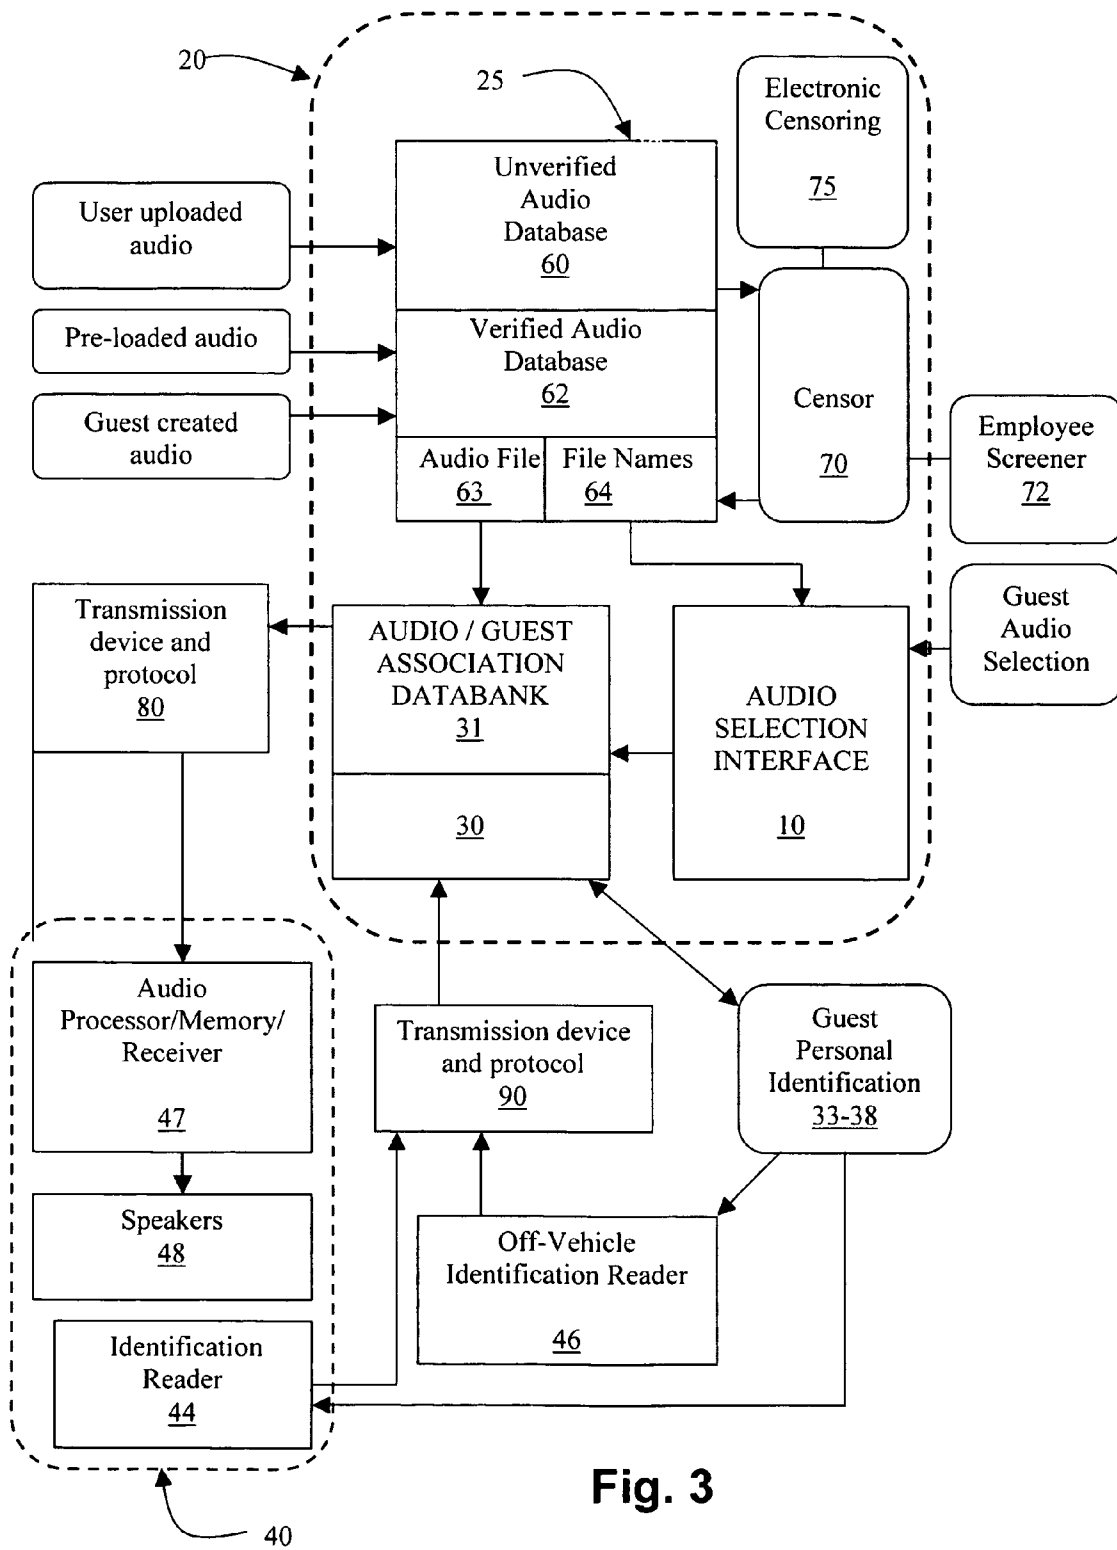 20
25
Electronic
Censoring
75
Unverified
Audio
Database
60
User uploaded
audio
Pre-loaded audio
Verified Audio
Database
62
Guest created
audio
Censor
70
Audio File
63
File Names
64
Employee
Screener
72
Transmission
device and
protocol
80
AUDIO / GUEST
ASSOCIATION
DATABANK
31
30
AUDIO
SELECTION
INTERFACE
10
Guest
Audio
Selection
Audio
Processor/Memory/
Receiver
47
Transmission device
and protocol
90
Guest
Personal
Identification
33-38
Speakers
48
Off-Vehicle
Identification Reader
46
Identification
Reader
44
40
Fig. 3